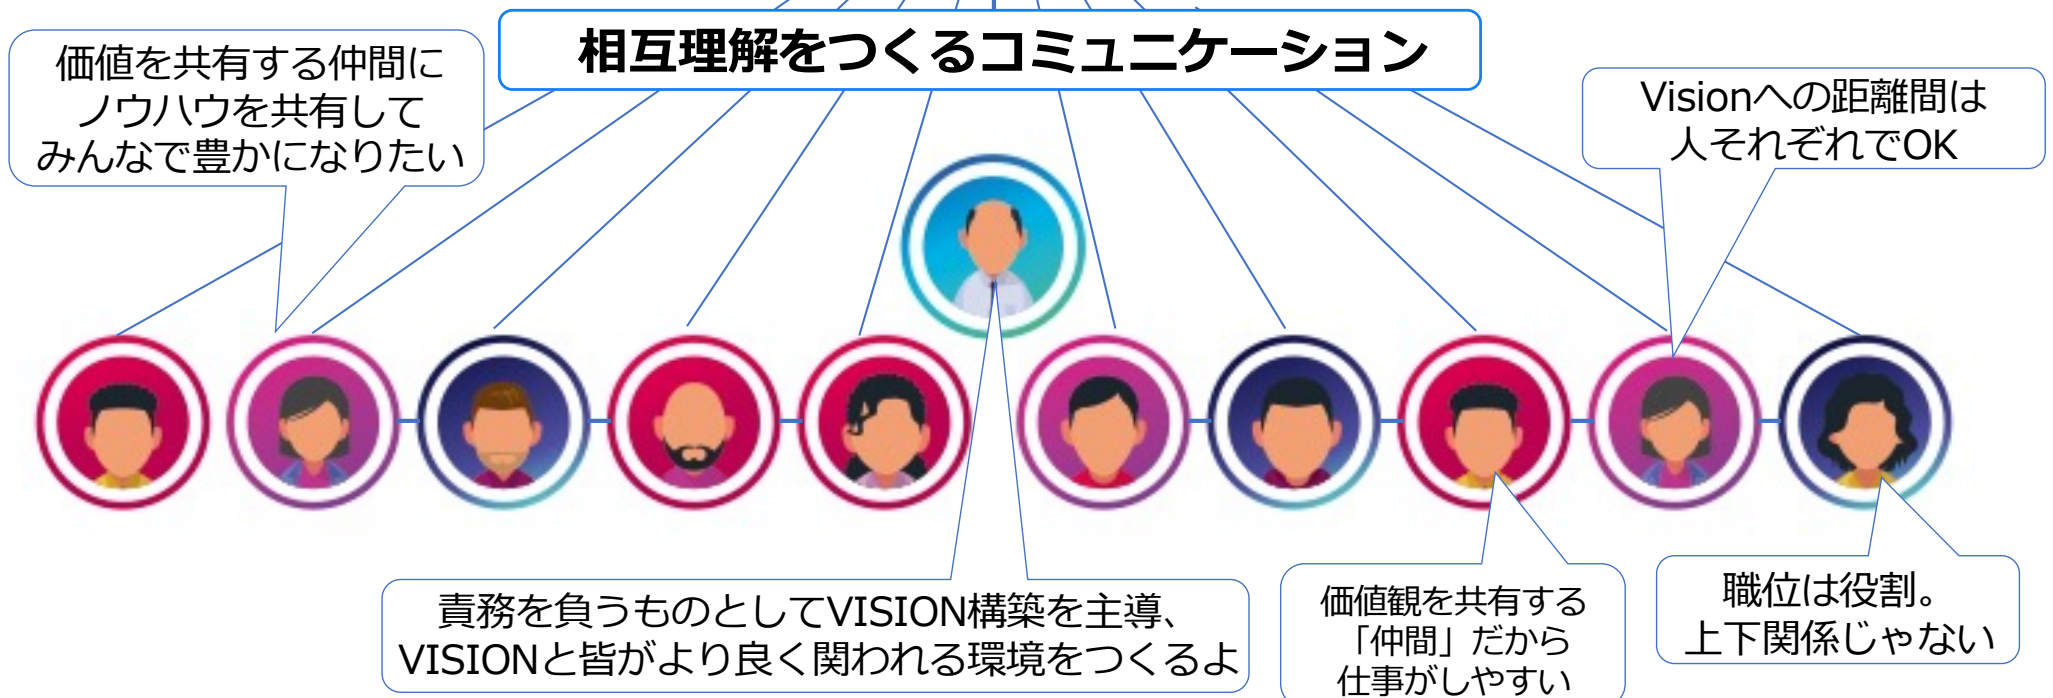 相互理解をつくるコミュニケーション
価値を共有する仲間に
ノウハウを共有して
みんなで豊かになりたい
Visionへの距離間は
人それぞれでOK
責務を負うものとしてVISION構築を主導、
VISIONと皆がより良く関われる環境をつくるよ
価値観を共有する
「仲間」だから
仕事がしやすい
職位は役割。
上下関係じゃない